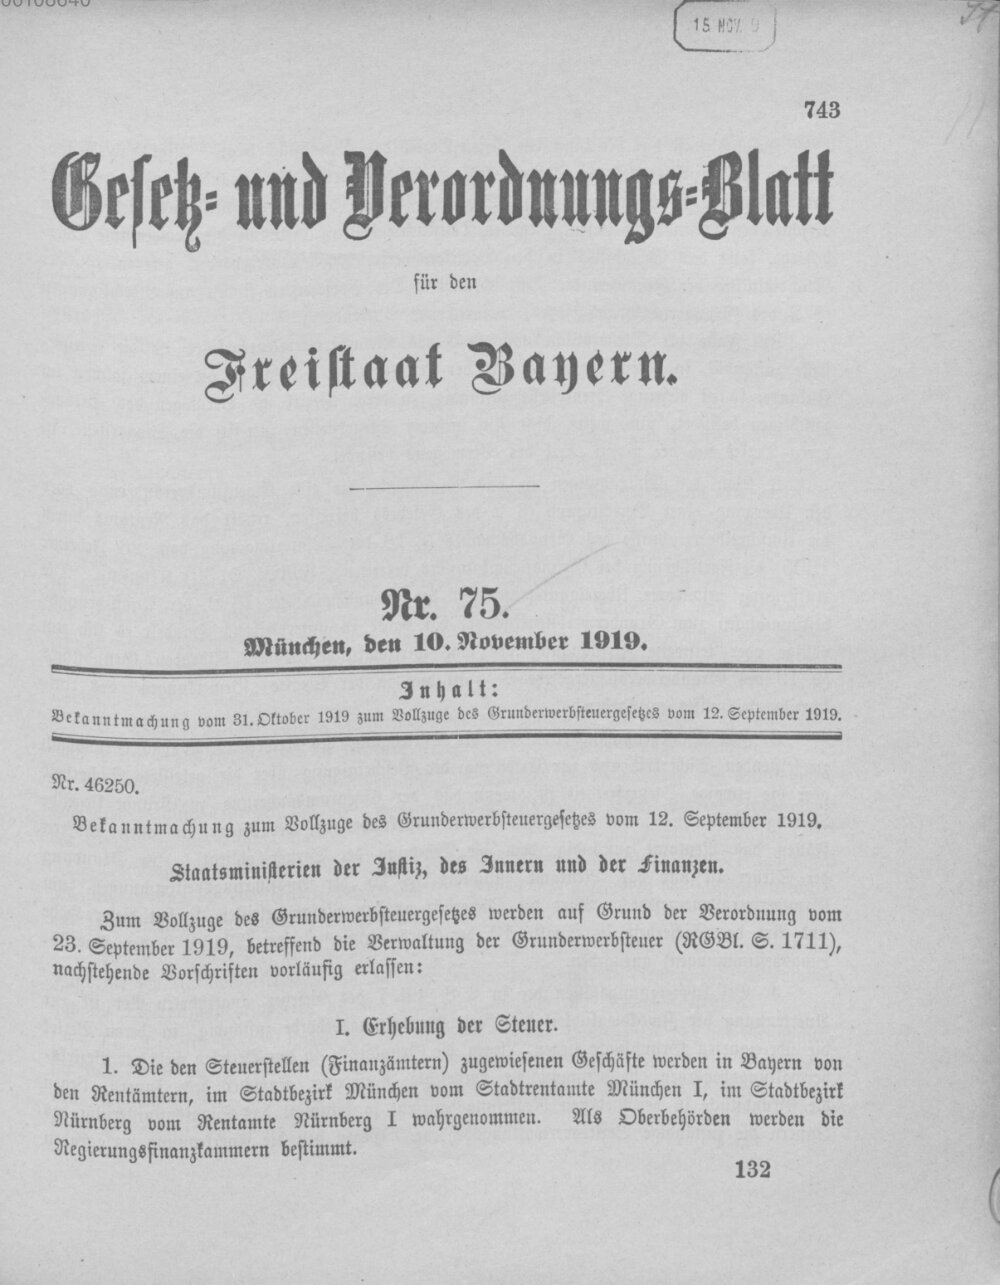 00108640
15 NOV. 9
743
Gesetz- und Verordnungs-Blatt
für den
Freistaat Bayern.
Nr. 75.
München, den 10. November 1919.
Inhalt:
Bekanntmachung vom 31. Oktober 1919 zum Vollzuge des Grunderwerbsteuergesetzes vom 12. September 1919.
Nr. 46250.
Bekanntmachung zum Vollzuge des Grunderwerbsteuergesetzes vom 12. September 1919.
Staatsministerien der Justiz, des Innern und der Finanzen.
Zum Vollzuge des Grunderwerbsteuergesetzes werden auf Grund der Verordnung vom
23. September 1919, betreffend die Verwaltung der Grunderwerbsteuer (RGBl. S. 1711),
nachstehende Vorschriften vorläufig erlassen:
I. Erhebung der Steuer.
1. Die den Steuerstellen (Finanzämtern) zugewiesenen Geschäfte werden in Bayern von
den Rentämtern, im Stadtbezirk München vom Stadtrentamte München I, im Stadtbezirk
Nürnberg vom Rentamte Nürnberg I wahrgenommen. Als Oberbehörden werden die
Regierungsfinanzkammern bestimmt.
132